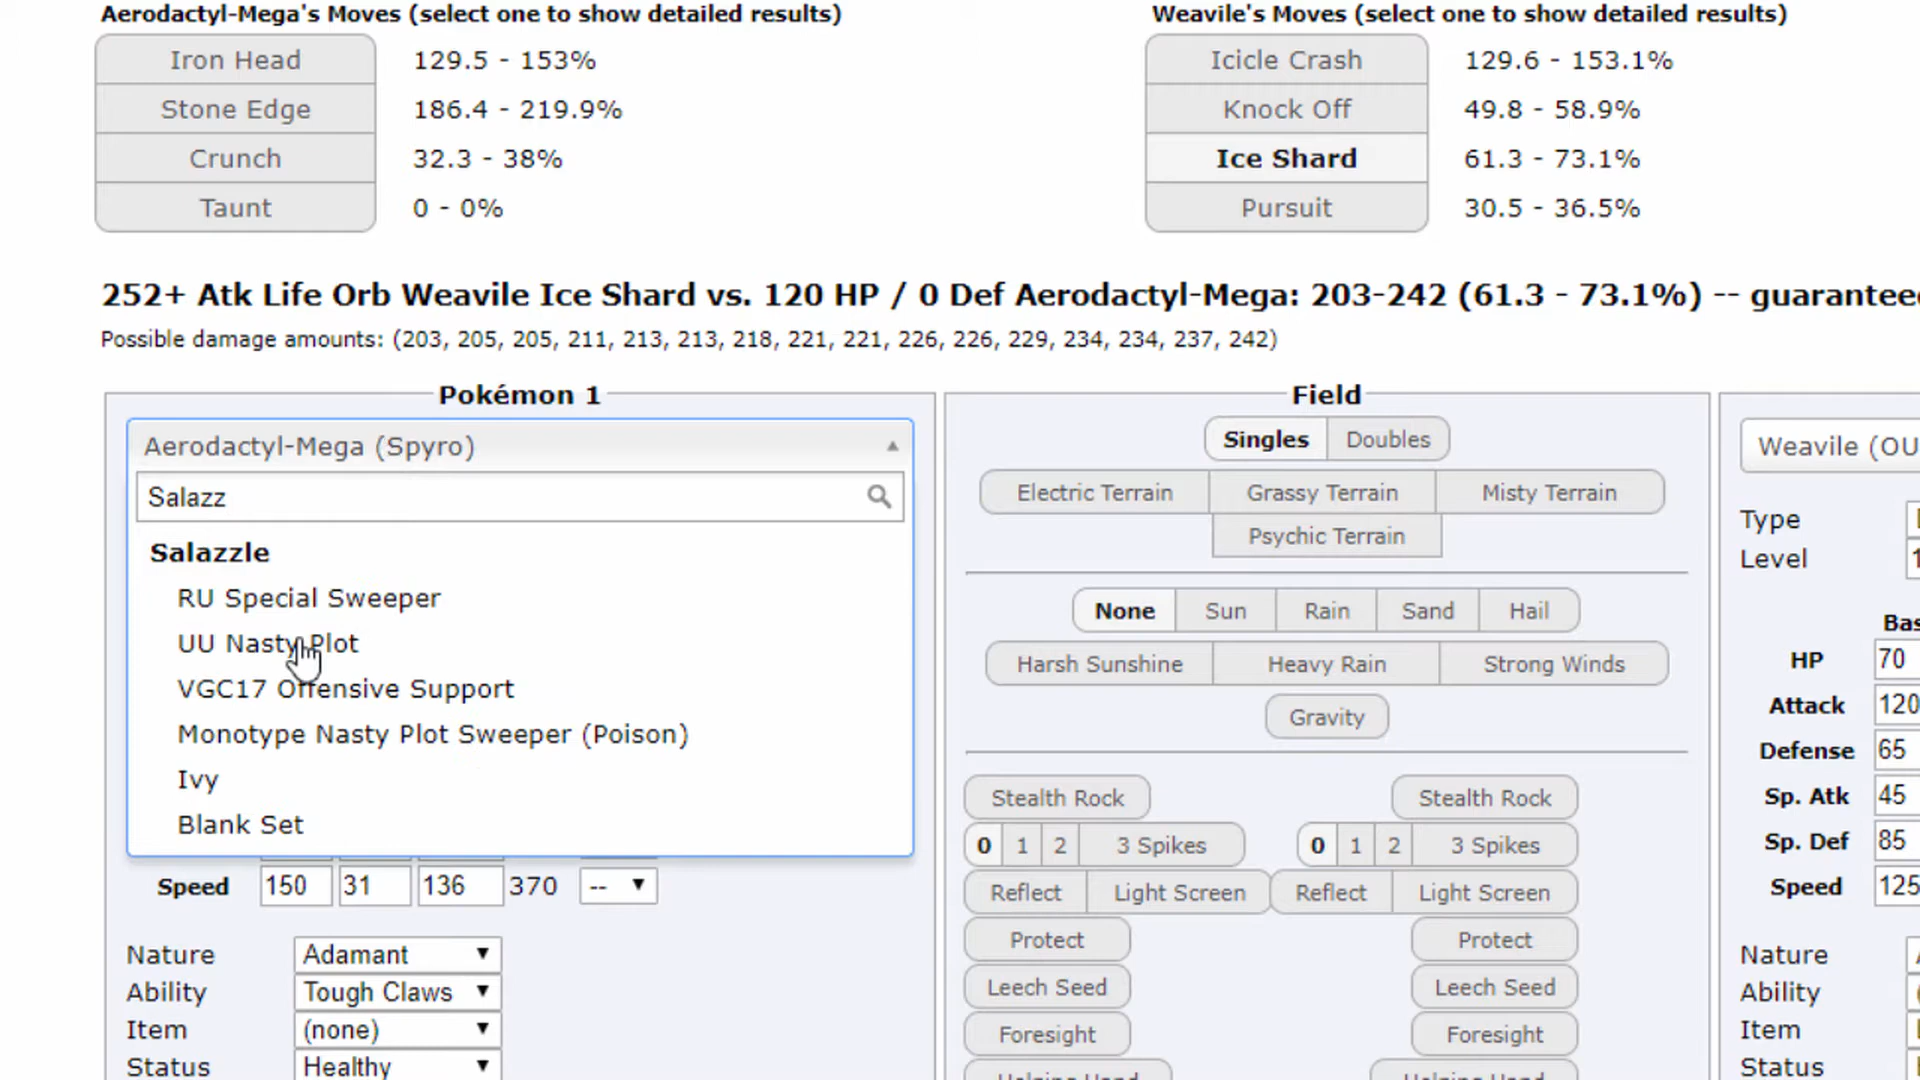 Aerodactyl-Mega's Moves (select one to show detailed results)
Weavile's Moves (select one to show detailed results)
Iron Head 129.5 - 153%
Icicle Crash 129.6 - 153.1%
Stone Edge 186.4 - 219.9%
Knock Off 49.8 - 58.9%
Crunch 32.3 - 38%
Ice Shard 61.3 - 73.1%
Taunt 0 - 0%
Pursuit 30.5 - 36.5%
252+ Atk Life Orb Weavile Ice Shard vs. 120 HP / 0 Def Aerodactyl-Mega: 203-242 (61.3 - 73.1%) -- guarantee
Possible damage amounts: (203, 205, 205, 211, 213, 213, 218, 221, 221, 226, 226, 229, 234, 234, 237, 242)
Pokémon 1
Aerodactyl-Mega (Spyro)
Salazz
Salazzle
RU Special Sweeper
UU Nasty Plot
VGC17 Offensive Support
Monotype Nasty Plot Sweeper (Poison)
Ivy
Blank Set
Speed 150 31 136 370 --
Nature Adamant
Ability Tough Claws
Item (none)
Status Healthy
Field
Singles Doubles
Electric Terrain Grassy Terrain Misty Terrain
Psychic Terrain
None Sun Rain Sand Hail
Harsh Sunshine Heavy Rain Strong Winds
Gravity
Stealth Rock Stealth Rock
0 1 2 3 Spikes 0 1 2 3 Spikes
Reflect Light Screen Reflect Light Screen
Protect Protect
Leech Seed Leech Seed
Foresight Foresight
Helping Hand Helping Hand
Weavile (OU
Type
Level 1
Bas
HP 70
Attack 120
Defense 65
Sp. Atk 45
Sp. Def 85
Speed 125
Nature
Ability
Item
Status